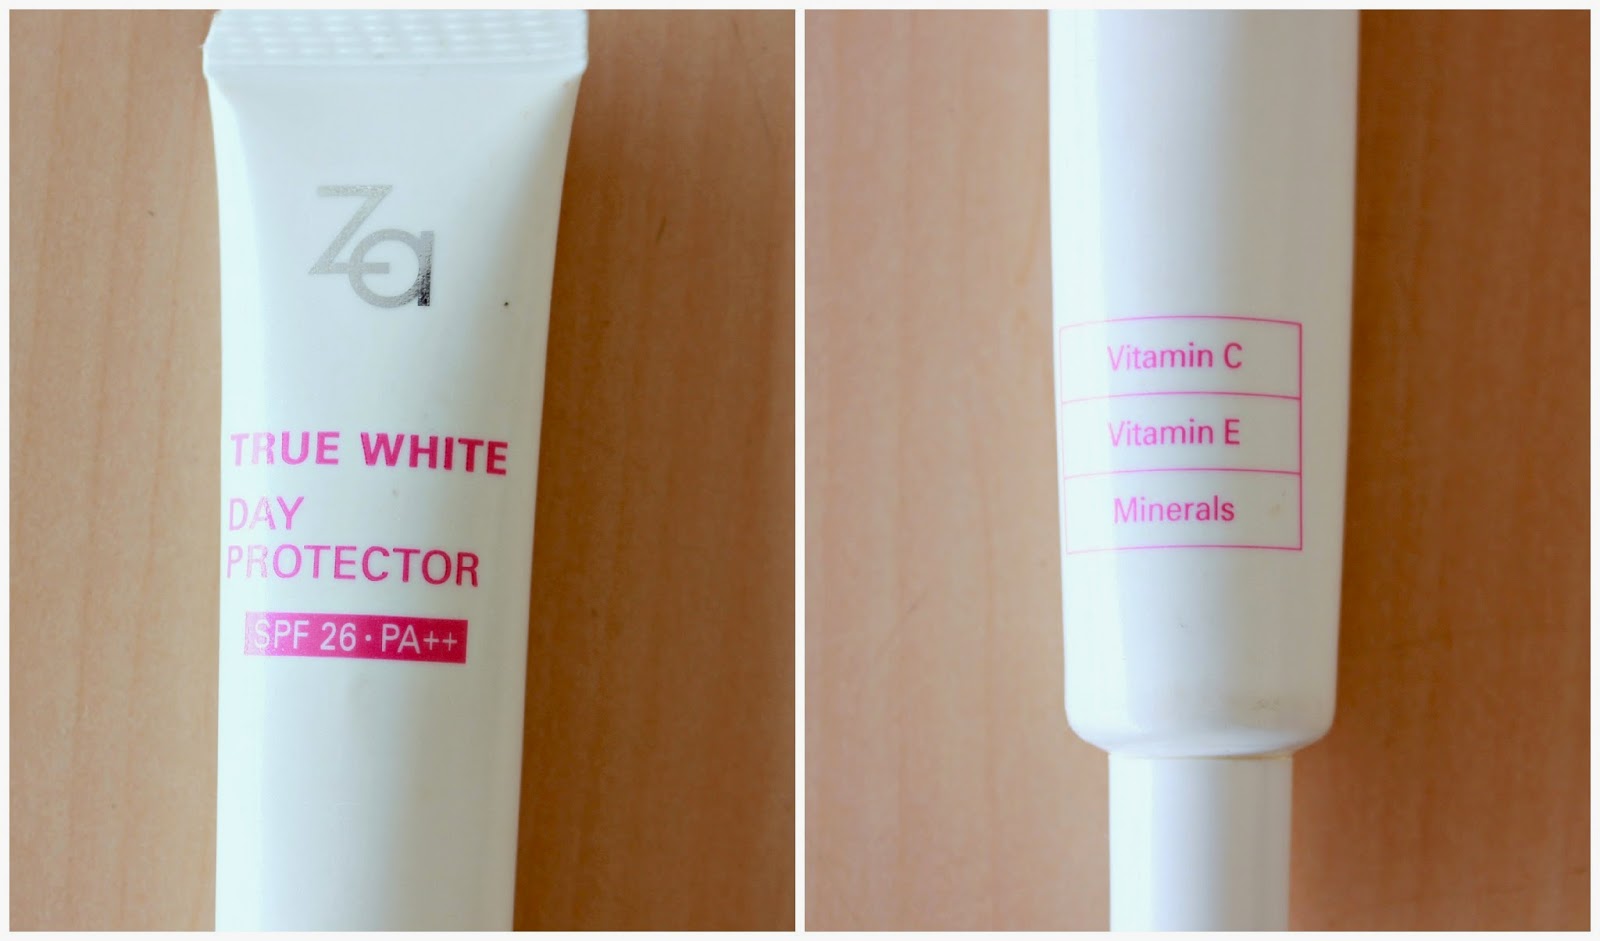 Za
TRUE WHITE
DAY
PROTECTOR
SPF 26·PA++
Vitamin C
Vitamin E
Minerals